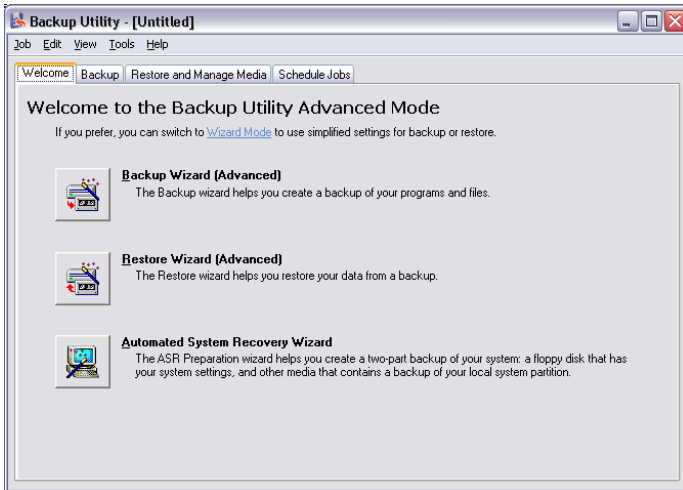 Backup Utility - [Untitled]
Job Edit View Tools Help
Welcome Backup Restore and Manage Media Schedule Jobs
Welcome to the Backup Utility Advanced Mode
If you prefer, you can switch to Wizard Mode to use simplified settings for backup or restore.
Backup Wizard (Advanced)
The Backup wizard helps you create a backup of your programs and files.
Restore Wizard (Advanced)
The Restore wizard helps you restore your data from a backup.
Automated System Recovery Wizard
The ASR Preparation wizard helps you create a two-part backup of your system: a floppy disk that has
your system settings, and other media that contains a backup of your local system partition.